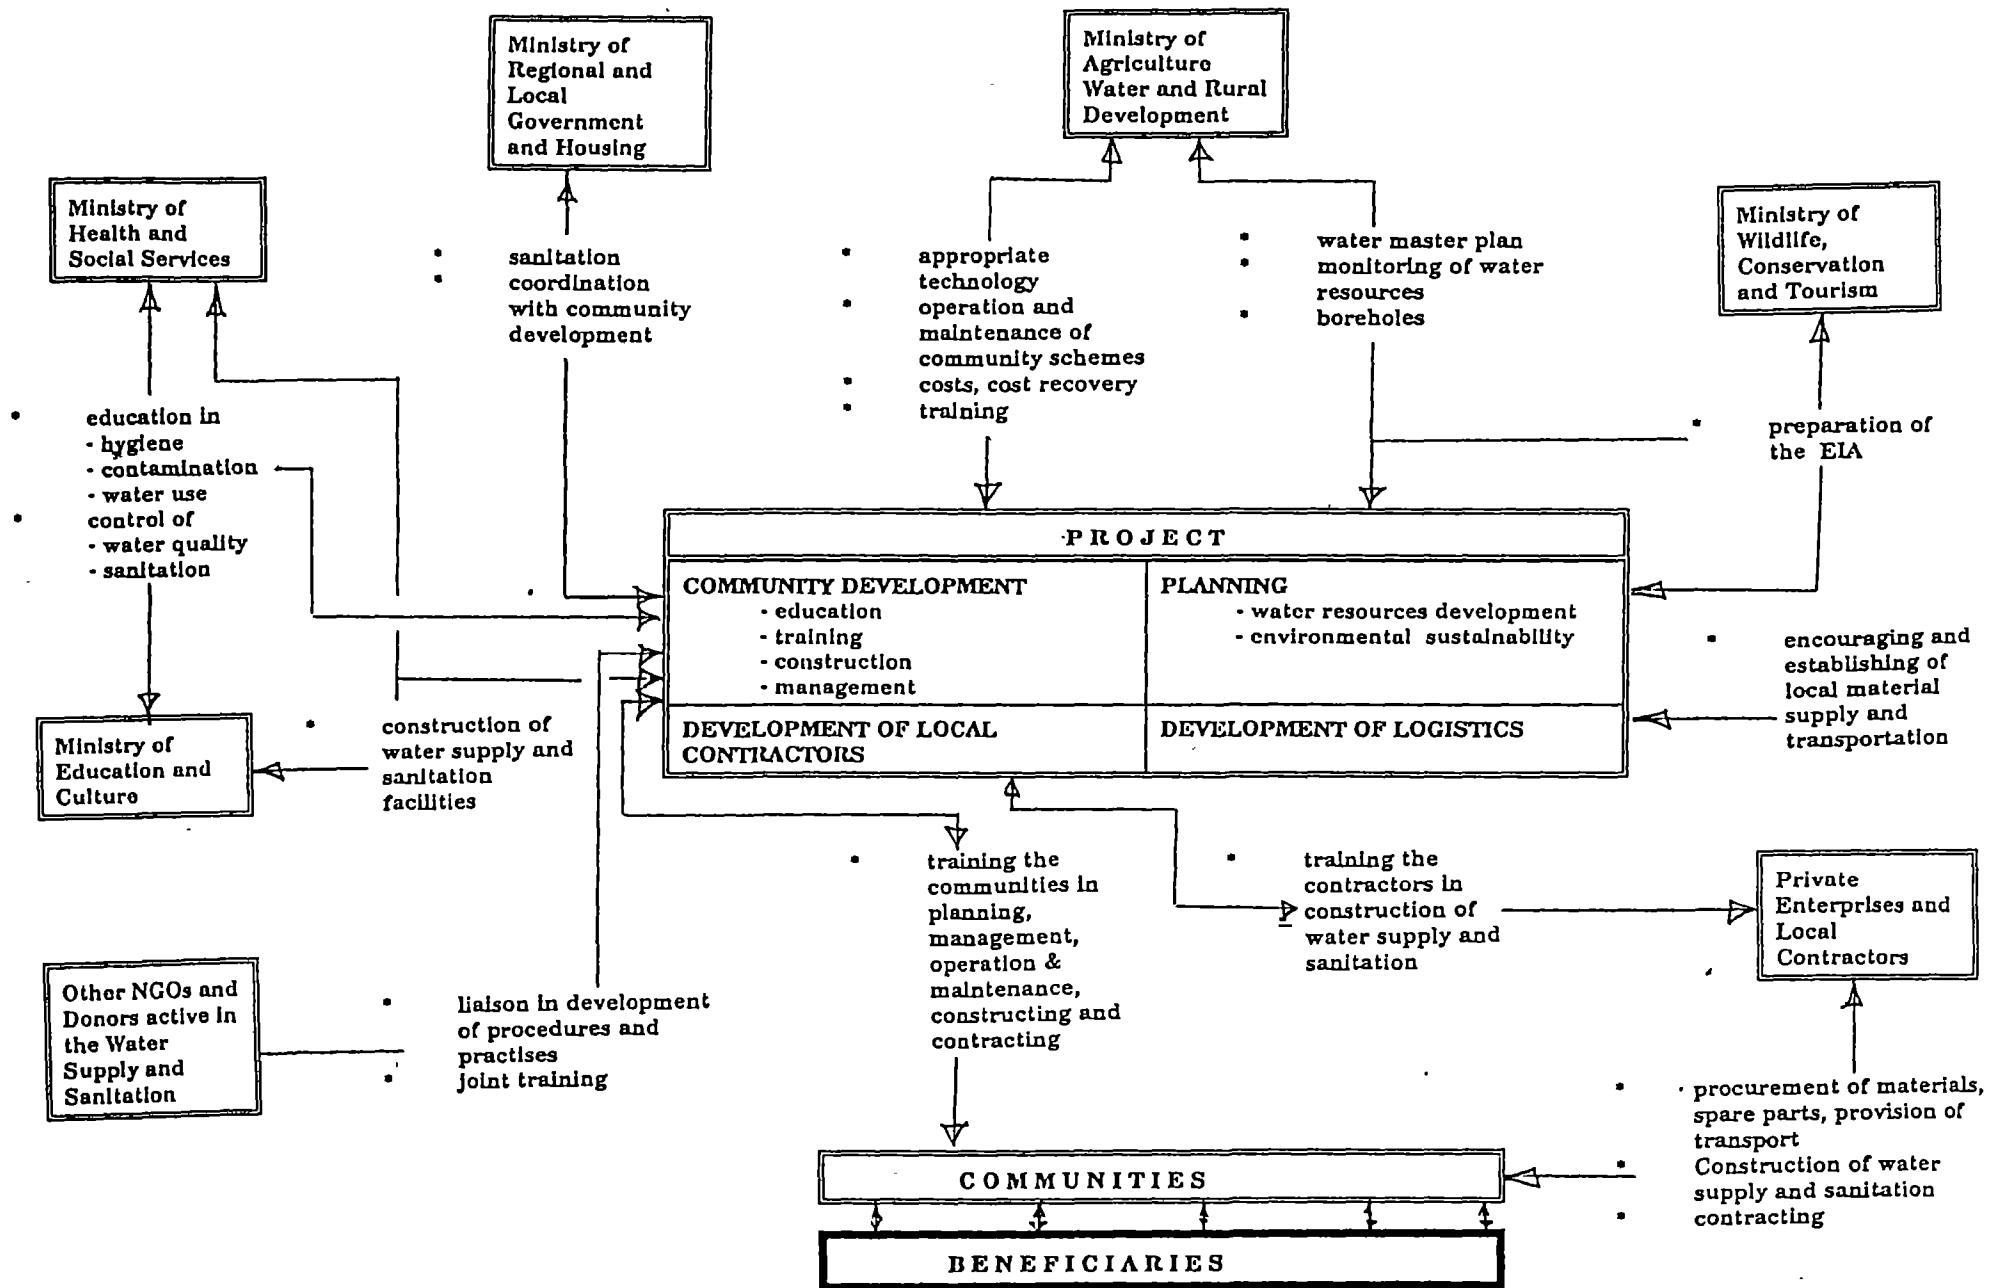 Ministry of
Regional and
Local
Government
and Housing
Ministry of
Agriculture
Water and Rural
Development
Ministry of
Health and
Social Services
Ministry of
Wildlife,
Conservation
and Tourism
* sanitation
* coordination
with community
development
* appropriate
technology
* operation and
maintenance of
community schemes
* costs, cost recovery
* training
* water master plan
* monitoring of water
resources
* boreholes
* education in
- hygiene
- contamination
- water use
* control of
- water quality
- sanitation
* preparation of
the EIA
PROJECT
COMMUNITY DEVELOPMENT
- education
- training
- construction
- management
PLANNING
- water resources development
- environmental sustainability
DEVELOPMENT OF LOCAL
CONTRACTORS
DEVELOPMENT OF LOGISTICS
* encouraging and
establishing of
local material
supply and
transportation
Ministry of
Education and
Culture
* construction of
water supply and
sanitation
facilities
* training the
communities in
planning,
management,
operation &
maintenance,
constructing and
contracting
* training the
contractors in
construction of
water supply and
sanitation
Private
Enterprises and
Local
Contractors
Other NGOs and
Donors active in
the Water
Supply and
Sanitation
* liaison in development
of procedures and
practises
* joint training
* procurement of materials,
spare parts, provision of
transport
* Construction of water
supply and sanitation
* contracting
COMMUNITIES
BENEFICIARIES